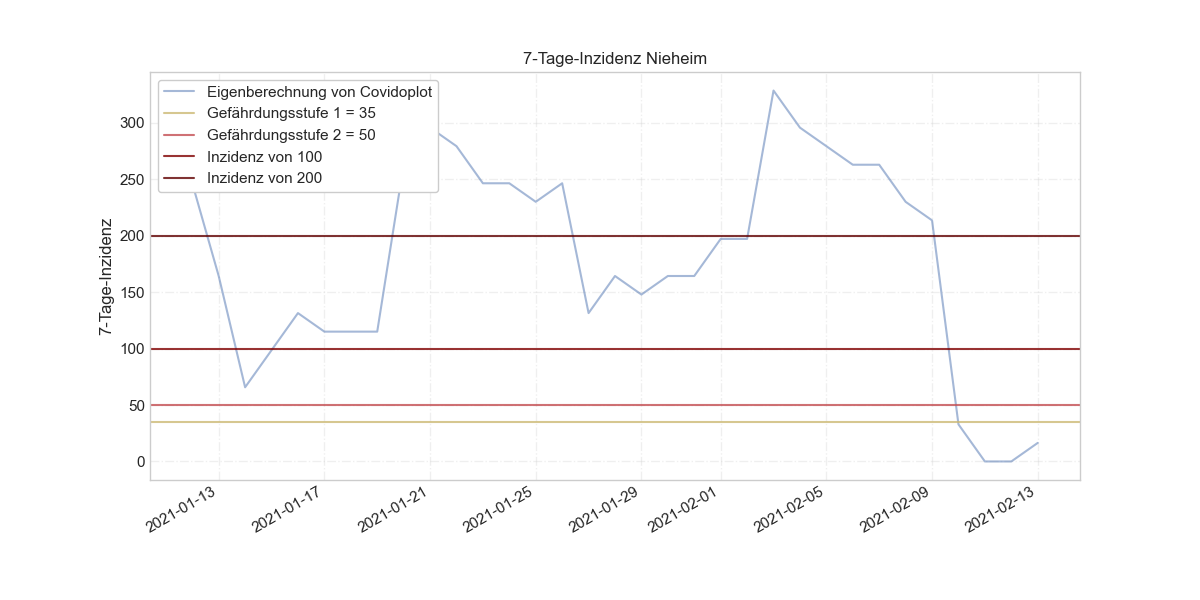 7-Tage-Inzidenz Nieheim
Eigenberechnung von Covidoplot
Gefährdungsstufe 1 = 35
Gefährdungsstufe 2 = 50
Inzidenz von 100
Inzidenz von 200
7-Tage-Inzidenz
300
250
200
150
100
50
0
2021-01-13
2021-01-17
2021-01-21
2021-01-25
2021-01-29
2021-02-01
2021-02-05
2021-02-09
2021-02-13